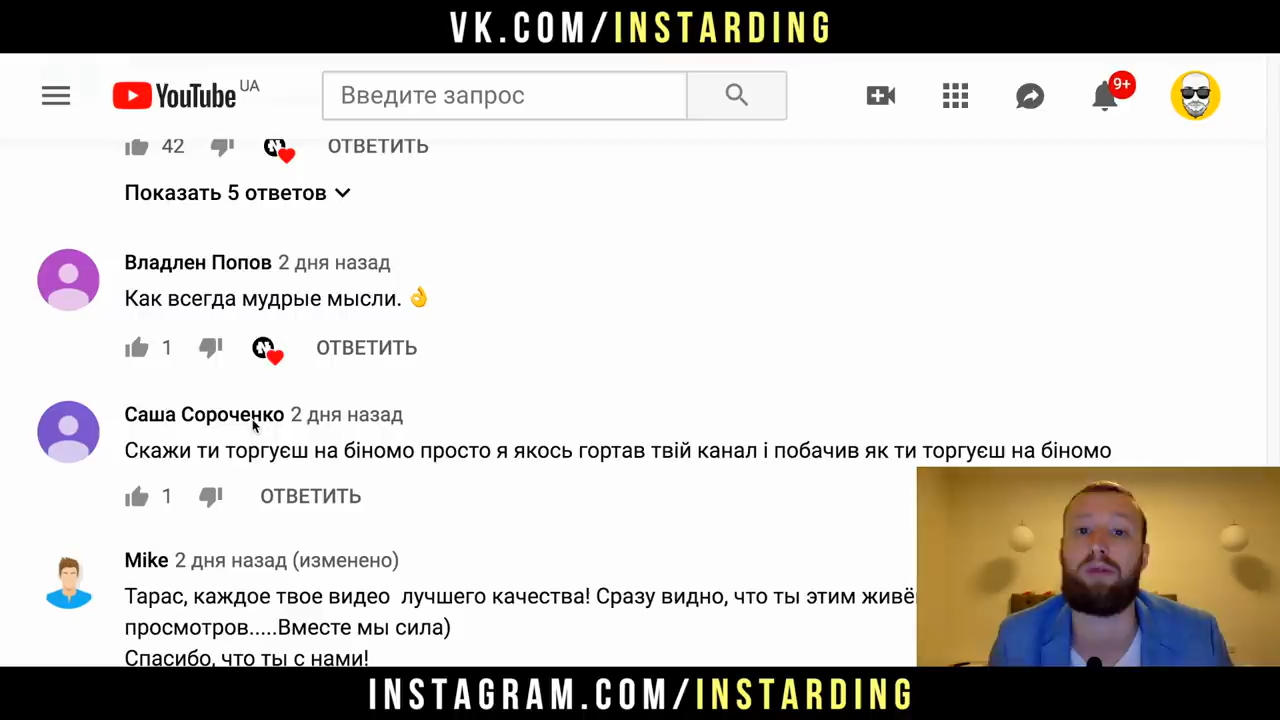 VK.COM/INSTARDING
YouTube UA
Введите запрос
9+
42 ОТВЕТИТЬ
Показать 5 ответов
Владлен Попов 2 дня назад
Как всегда мудрые мысли. 👌
1 ОТВЕТИТЬ
Саша Сороченко 2 дня назад
Скажи ти торгуєш на біномо просто я якось гортав твій канал і побачив як ти торгуєш на біномо
1 ОТВЕТИТЬ
Mike 2 дня назад (изменено)
Тарас, каждое твое видео лучшего качества! Сразу видно, что ты этим живё
просмотров.....Вместе мы сила)
Спасибо, что ты с нами!
INSTAGRAM.COM/INSTARDING